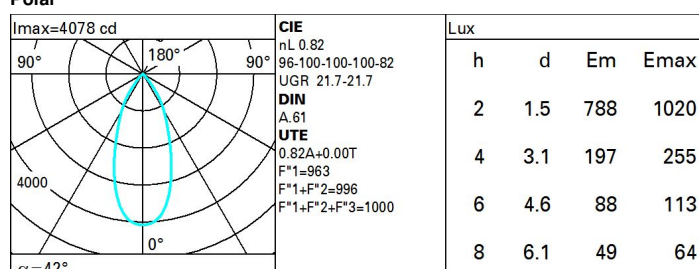 Polar
Imax=4078 cd
90° 180° 90°
4000
0°
α=42°
CIE
nL 0.82
96-100-100-100-82
UGR 21.7-21.7
DIN
A.61
UTE
0.82A+0.00T
F"1=963
F"1+F"2=996
F"1+F"2+F"3=1000
Lux
h d Em Emax
2 1.5 788 1020
4 3.1 197 255
6 4.6 88 113
8 6.1 49 64